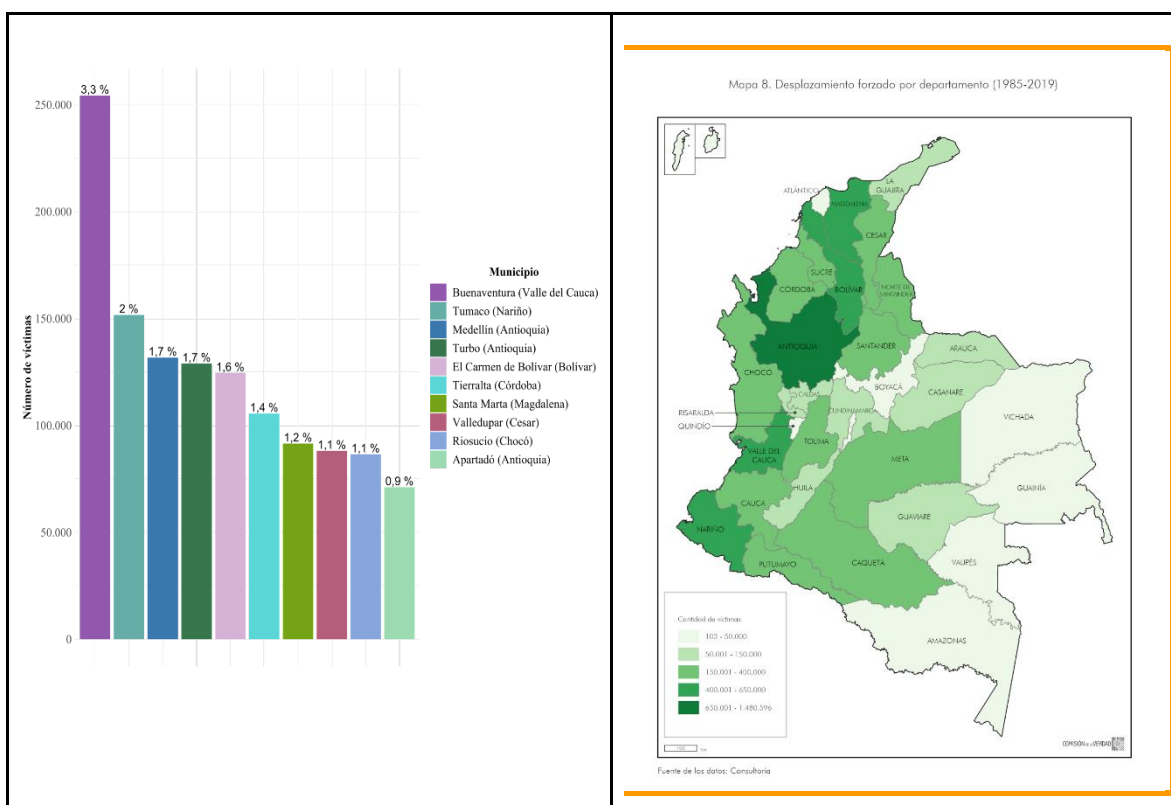 3,3 %
250.000
200.000
2 %
150.000
1,7 %
1,7 %
1,6 %
1,4 %
100.000
1,2 %
1,1 %
1,1 %
0,9 %
50.000
0
Número de víctimas
Municipio
Buenaventura (Valle del Cauca)
Tumaco (Nariño)
Medellín (Antioquia)
Turbo (Antioquia)
El Carmen de Bolívar (Bolívar)
Tierralta (Córdoba)
Santa Marta (Magdalena)
Valledupar (Cesar)
Riosucio (Chocó)
Apartadó (Antioquia)
Mapa 8. Desplazamiento forzado por departamento (1985-2019)
LA
GUAJIRA
ATLÁNTICO
MAGDALENA
CESAR
SUCRE
CÓRDOBA
BOLÍVAR
NORTE DE
SANTANDER
ANTIOQUIA
SANTANDER
ARAUCA
CHOCÓ
BOYACÁ
CALDAS
CASANARE
RISARALDA
CUNDINAMARCA
VICHADA
QUINDÍO
TOLIMA
VALLE DEL
CAUCA
META
HUILA
GUAINÍA
CAUCA
GUAVIARE
NARIÑO
VAUPÉS
PUTUMAYO
CAQUETÁ
AMAZONAS
Cantidad de víctimas
103 - 50.000
50.001 - 150.000
150.001 - 400.000
400.001 - 650.000
650.001 - 1.480.596
COMISIÓN DE LA VERDAD
Fuente de los datos: Consultoría